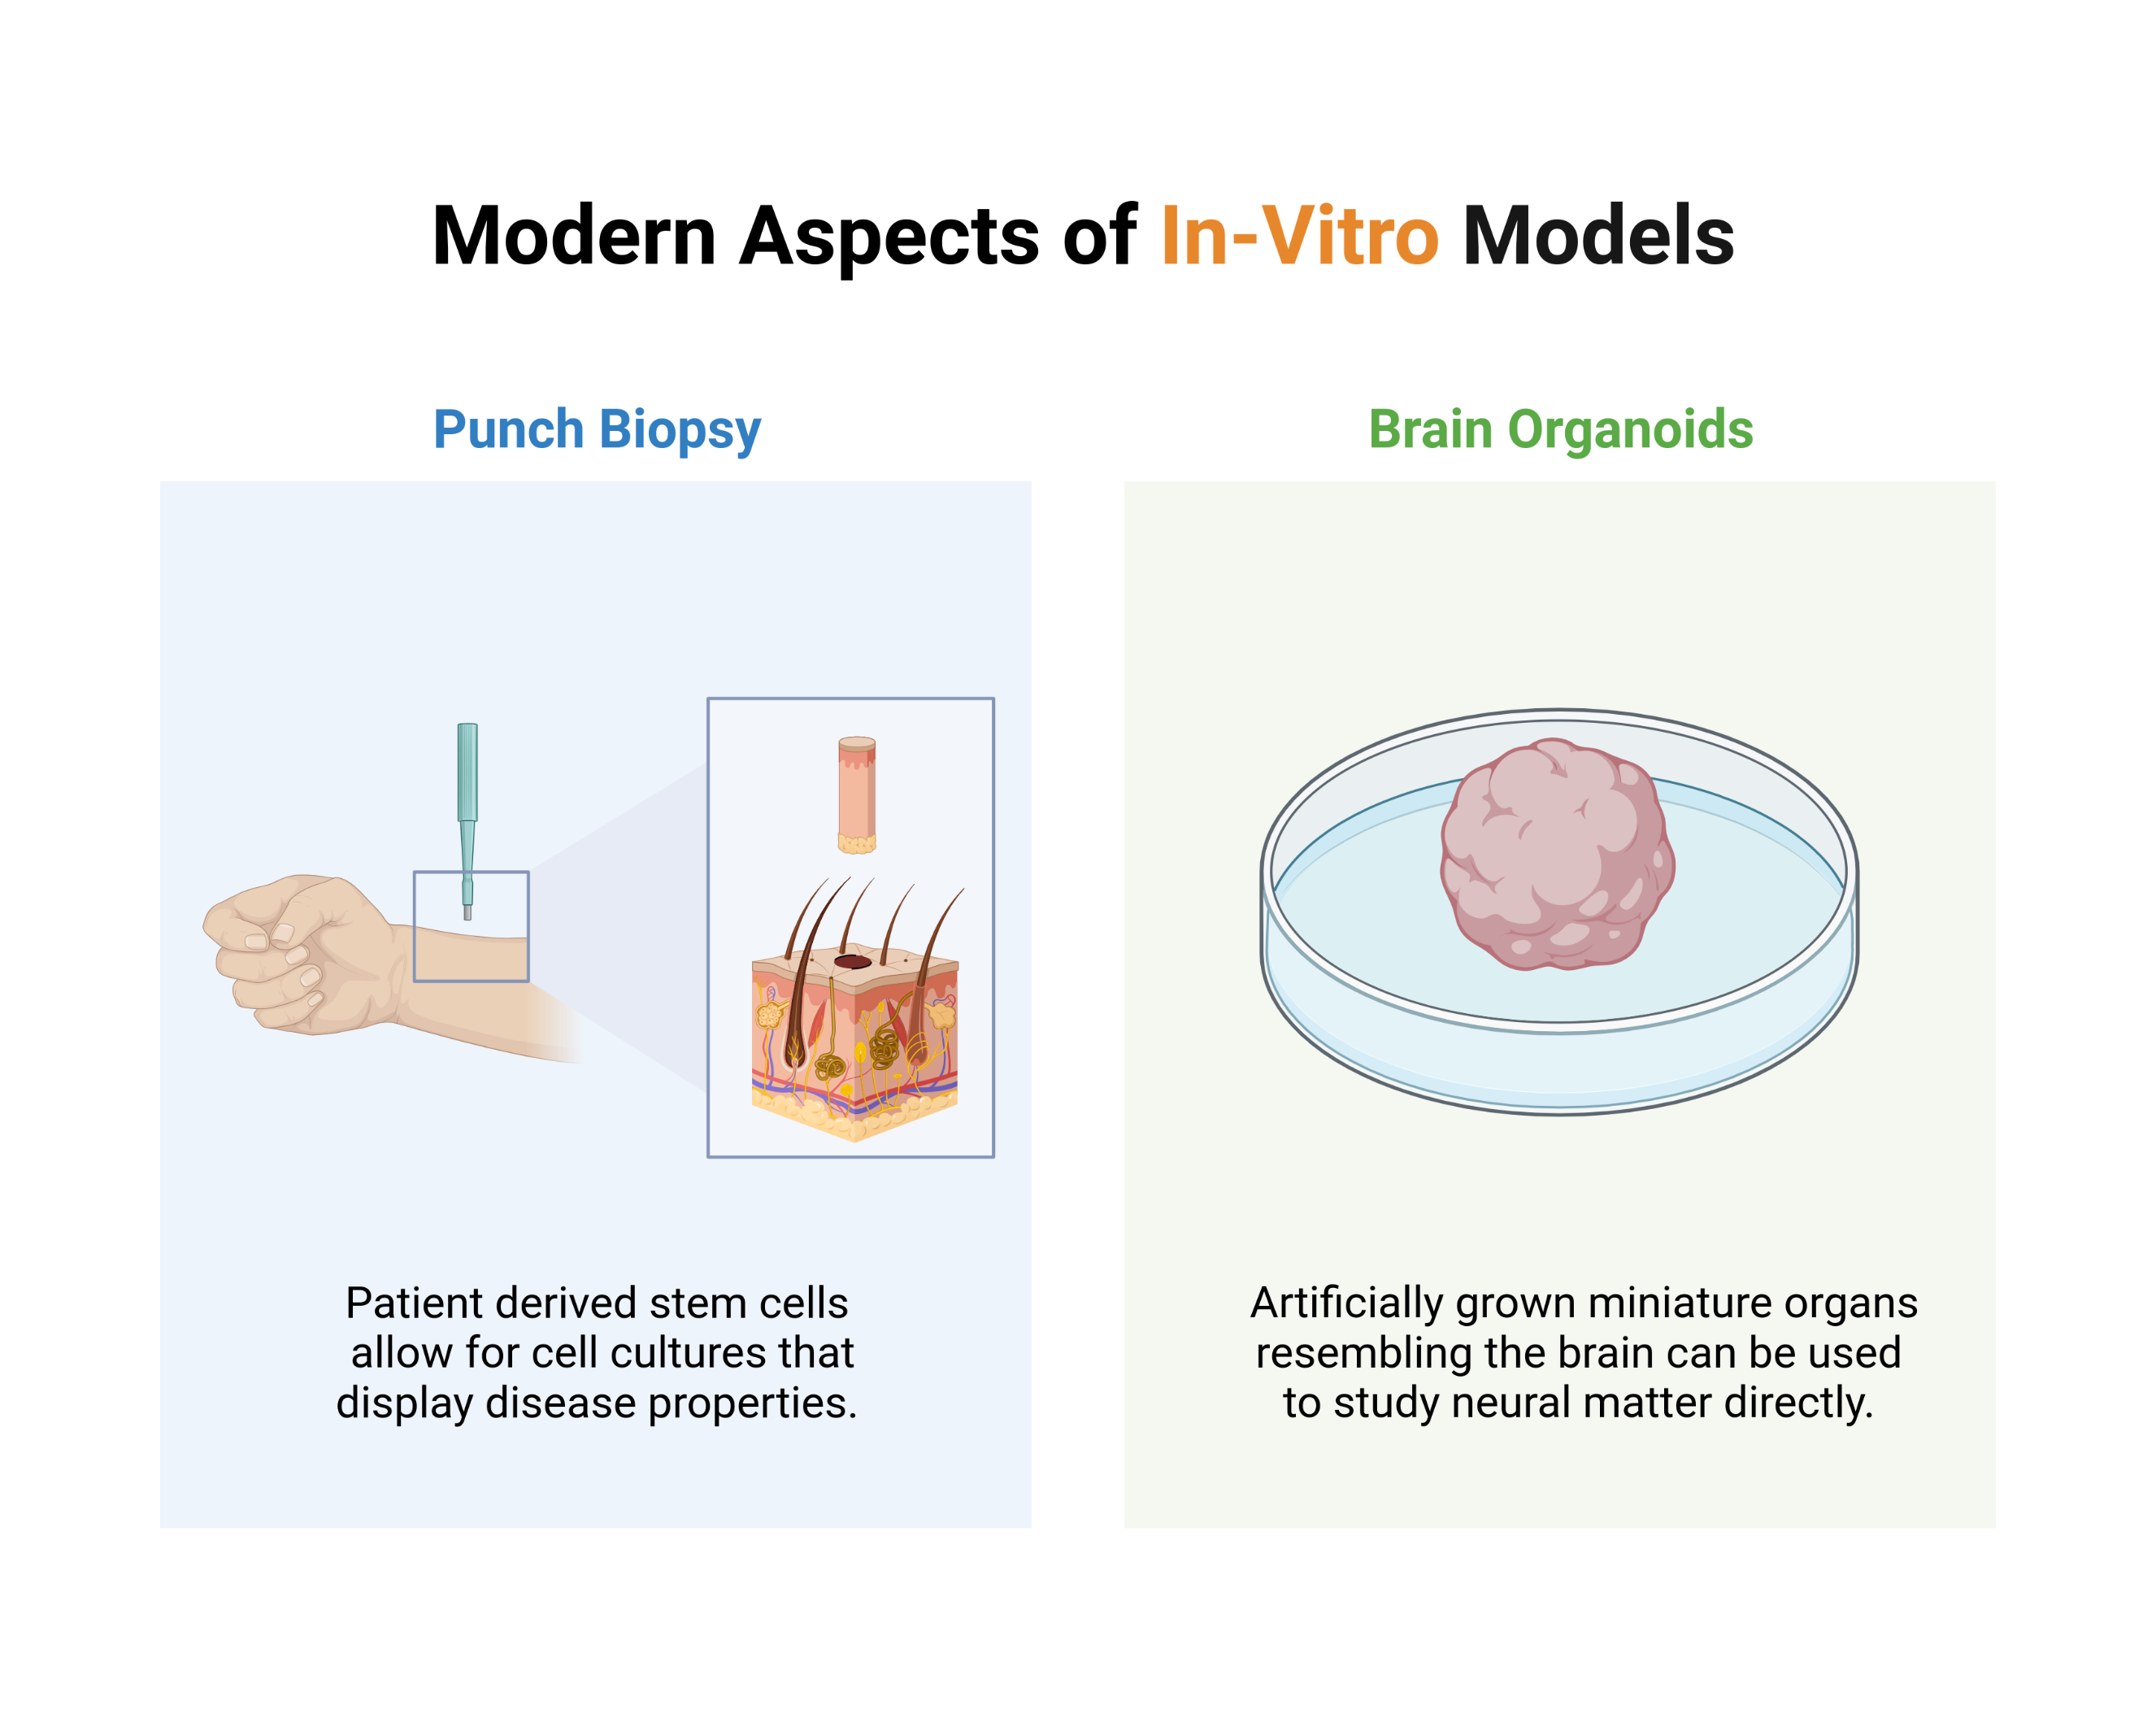 Modern Aspects of In-Vitro Models
Punch Biopsy
Brain Organoids
Patient derived stem cells
allow for cell cultures that
display disease properties.
Artificially grown miniature organs
resembling the brain can be used
to study neural matter directly.